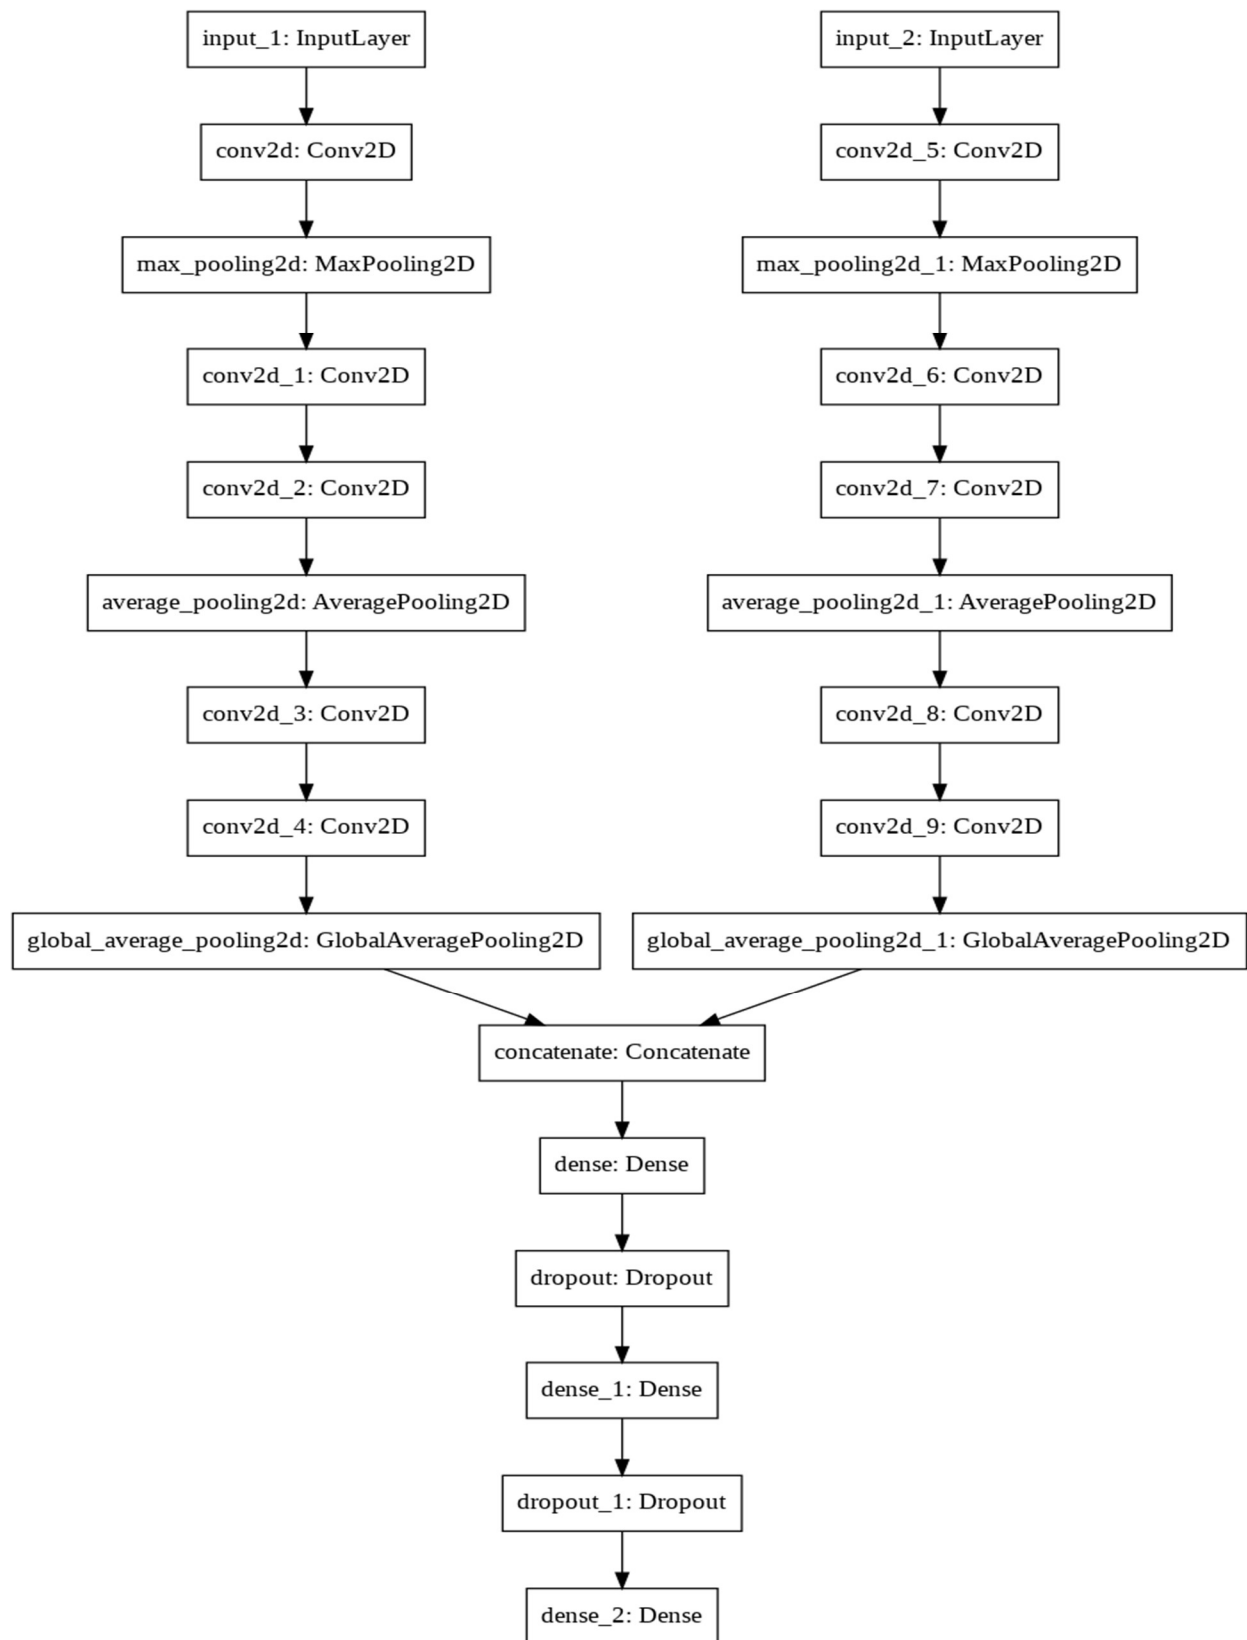 input_1: InputLayer
input_2: InputLayer
conv2d: Conv2D
conv2d_5: Conv2D
max_pooling2d: MaxPooling2D
max_pooling2d_1: MaxPooling2D
conv2d_1: Conv2D
conv2d_6: Conv2D
conv2d_2: Conv2D
conv2d_7: Conv2D
average_pooling2d: AveragePooling2D
average_pooling2d_1: AveragePooling2D
conv2d_3: Conv2D
conv2d_8: Conv2D
conv2d_4: Conv2D
conv2d_9: Conv2D
global_average_pooling2d: GlobalAveragePooling2D
global_average_pooling2d_1: GlobalAveragePooling2D
concatenate: Concatenate
dense: Dense
dropout: Dropout
dense_1: Dense
dropout_1: Dropout
dense_2: Dense